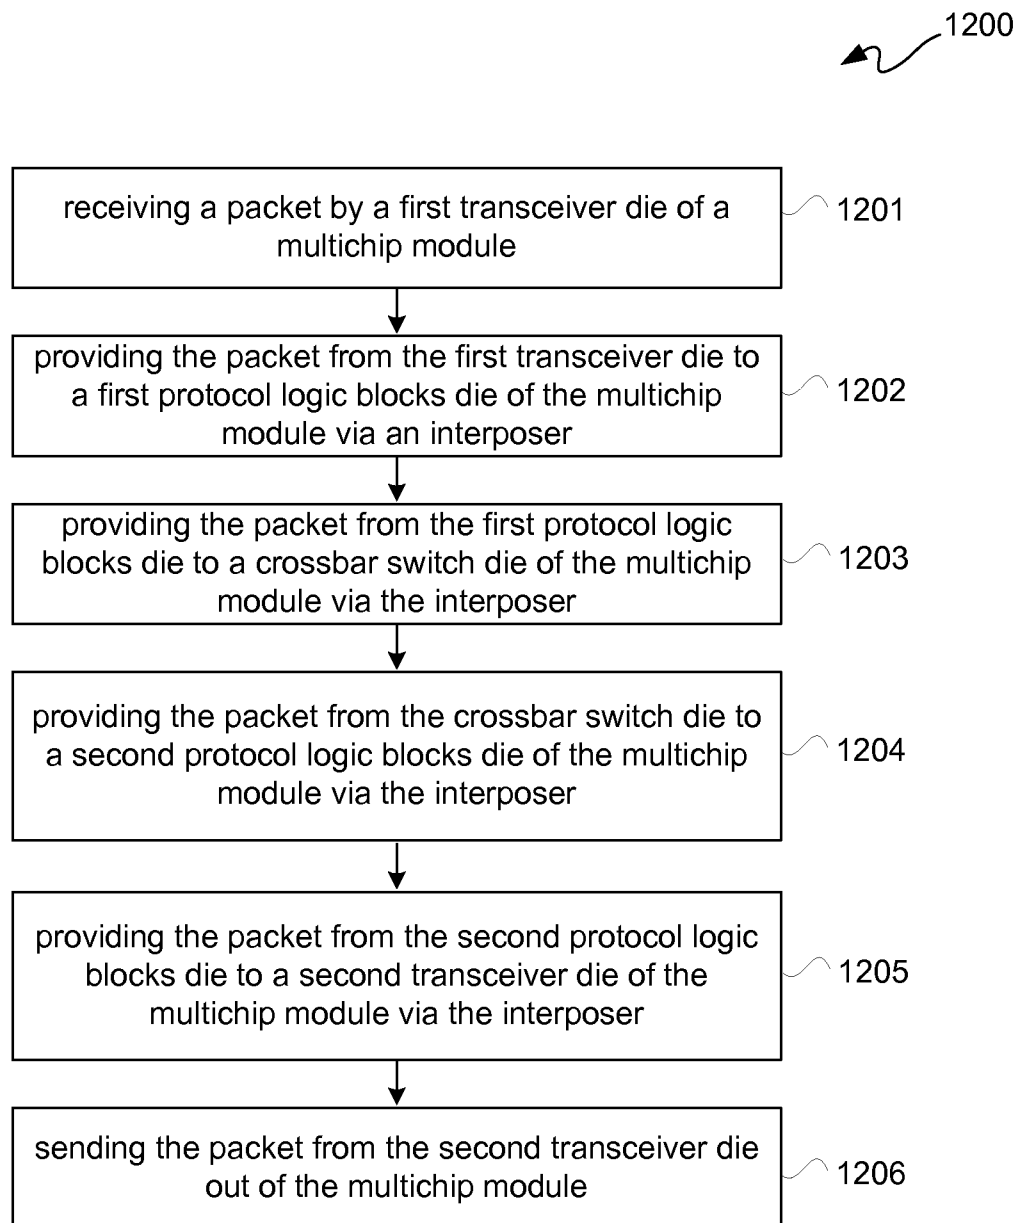 1200
receiving a packet by a first transceiver die of a
multichip module
1201
providing the packet from the first transceiver die to
a first protocol logic blocks die of the multichip
module via an interposer
1202
providing the packet from the first protocol logic
blocks die to a crossbar switch die of the multichip
module via the interposer
1203
providing the packet from the crossbar switch die to
a second protocol logic blocks die of the multichip
module via the interposer
1204
providing the packet from the second protocol logic
blocks die to a second transceiver die of the
multichip module via the interposer
1205
sending the packet from the second transceiver die
out of the multichip module
1206